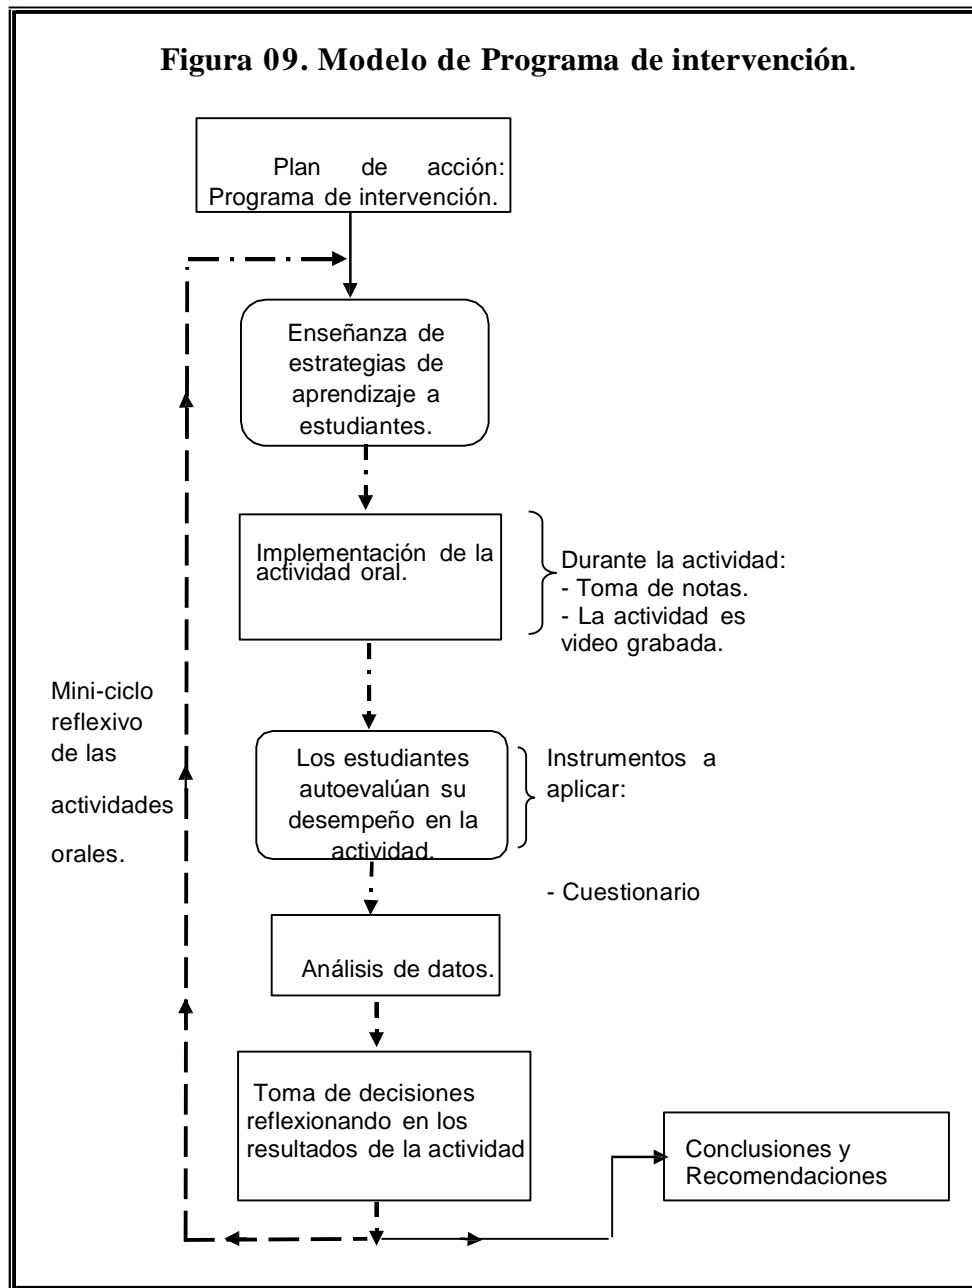 Figura 09. Modelo de Programa de intervención.
Plan de acción:
Programa de intervención.
Enseñanza de
estrategias de
aprendizaje a
estudiantes.
Implementación de la
actividad oral.
Durante la actividad:
- Toma de notas.
- La actividad es
video grabada.
Mini-ciclo
reflexivo
de las
actividades
orales.
Los estudiantes
autoevalúan su
desempeño en la
actividad.
Instrumentos a
aplicar:
- Cuestionario
Análisis de datos.
Toma de decisiones
reflexionando en los
resultados de la actividad
Conclusiones y
Recomendaciones